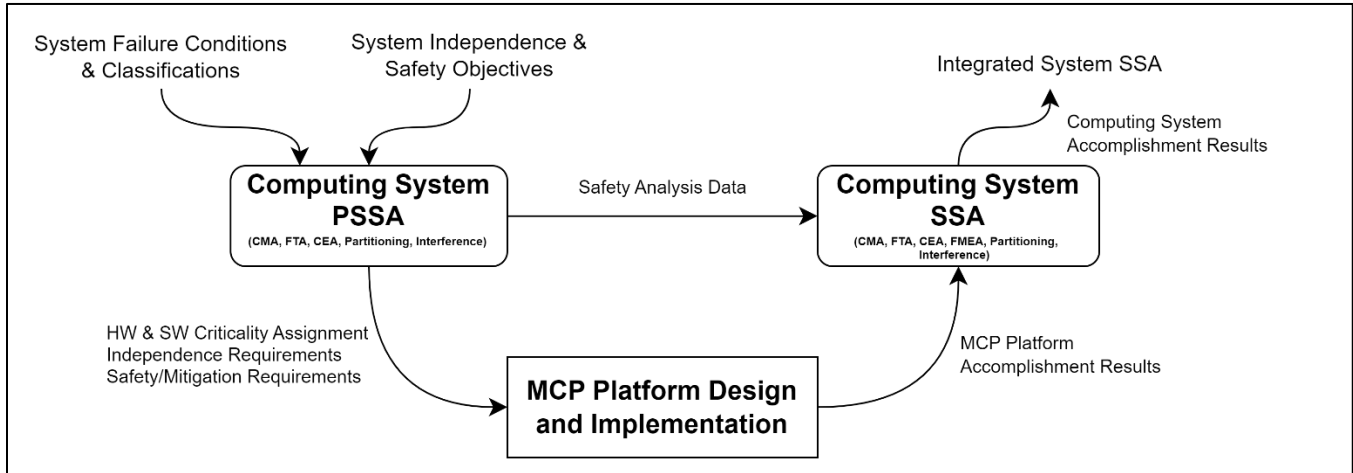 System Failure Conditions
& Classifications
System Independence &
Safety Objectives
Integrated System SSA
Computing System
Accomplishment Results
Computing System
PSSA
(CMA, FTA, CEA, Partitioning, Interference)
Safety Analysis Data
Computing System
SSA
(CMA, FTA, CEA, FMEA, Partitioning,
Interference)
HW & SW Criticality Assignment
Independence Requirements
Safety/Mitigation Requirements
MCP Platform Design
and Implementation
MCP Platform
Accomplishment Results